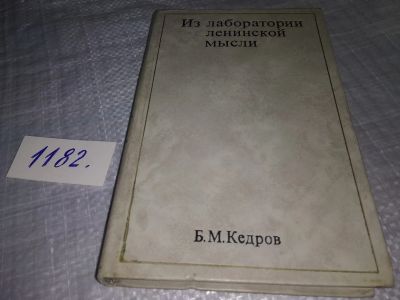 Из лаборатории
ленинской
мысли
1182.
Б.М.Кедров